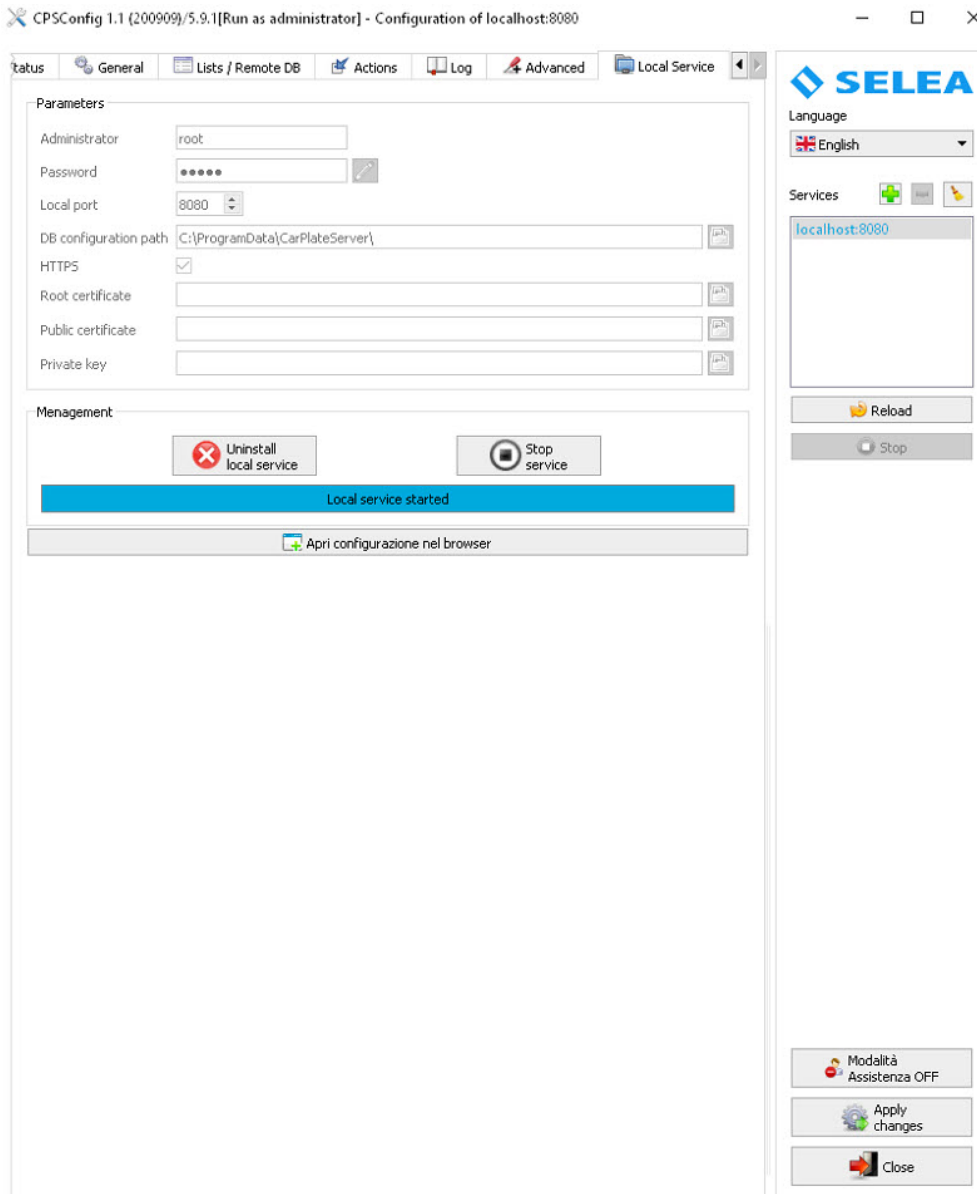 CPSConfig 1.1 (200909)/5.9.1[Run as administrator] - Configuration of localhost:8080
tatus
General
Lists / Remote DB
Actions
Log
Advanced
Local Service
SELEA
Parameters
Administrator
root
Password
Local port
8080
DB configuration path
C:\ProgramData\CarPlateServer\
HTTPS
Root certificate
Public certificate
Private key
Menagement
Uninstall
local service
Stop
service
Local service started
Apri configurazione nel browser
Language
English
Services
localhost:8080
Reload
Stop
Modalità
Assistenza OFF
Apply
changes
Close